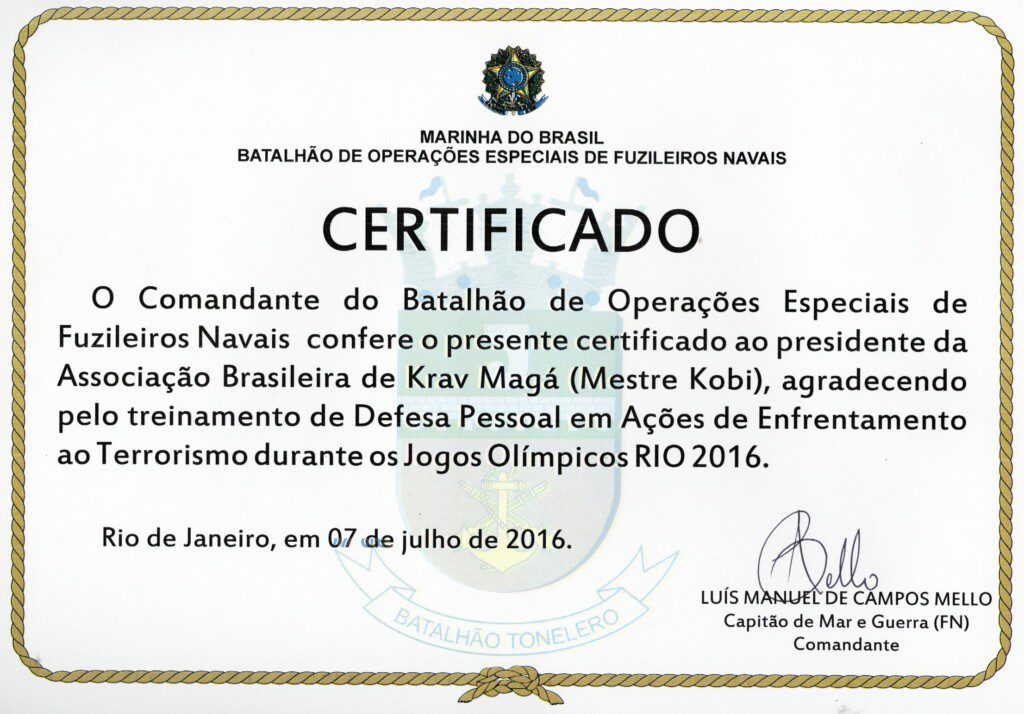 MARINHA DO BRASIL
BATALHÃO DE OPERAÇÕES ESPECIAIS DE FUZILEIROS NAVAIS
CERTIFICADO
O Comandante do Batalhão de Operações Especiais de
Fuzileiros Navais confere o presente certificado ao presidente da
Associação Brasileira de Krav Magá (Mestre Kobi), agradecendo
pelo treinamento de Defesa Pessoal em Ações de Enfrentamento
ao Terrorismo durante os Jogos Olímpicos RIO 2016.
Rio de Janeiro, em 07 de julho de 2016.
LUÍS MANUEL DE CAMPOS MELLO
Capitão de Mar e Guerra (FN)
Comandante
BATALHÃO TONELERO